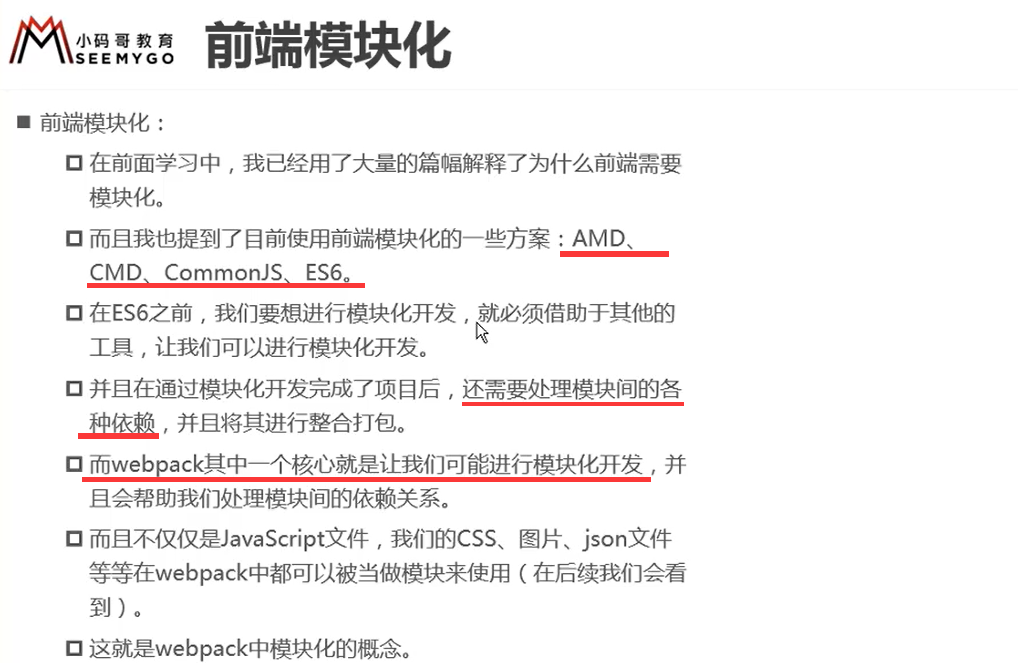 小码哥教育
SEEMYGO
前端模块化
前端模块化：
在前面学习中，我已经用了大量的篇幅解释了为什么前端需要
模块化。
而且我也提到了目前使用前端模块化的一些方案：AMD、
CMD、CommonJS、ES6。
在ES6之前，我们要想进行模块化开发，就必须借助于其他的
工具，让我们可以进行模块化开发。
并且在通过模块化开发完成了项目后，还需要处理模块间的各
种依赖，并且将其进行整合打包。
而webpack其中一个核心就是让我们可能进行模块化开发，并
且会帮助我们处理模块间的依赖关系。
而且不仅仅是JavaScript文件，我们的CSS、图片、json文件
等等在webpack中都可以被当做模块来使用（在后续我们会看
到）。
这就是webpack中模块化的概念。